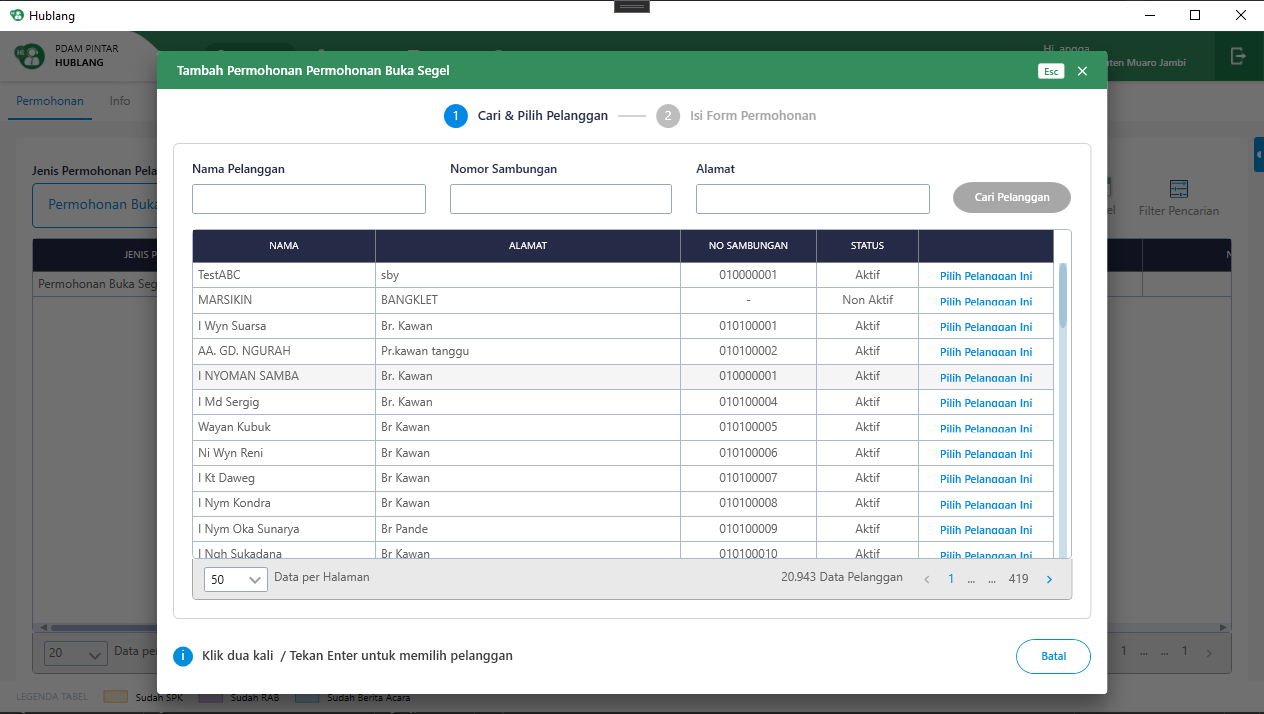 Hublang
PDAM PINTAR
HUBLANG
Hi, angga
ten Muaro Jambi
Permohonan Info
Jenis Permohonan Pela
Permohonan Buka
Filter Pencarian
JENIS P
Permohonan Buka Seg
20 Data pe
1 ... ... 1 >
LEGENDA TABEL Sudah SPK Sudah RAB Sudah Berita Acara
Tambah Permohonan Permohonan Buka Segel Esc
1 Cari & Pilih Pelanggan 2 Isi Form Permohonan
Nama Pelanggan Nomor Sambungan Alamat
Cari Pelanggan
NAMA ALAMAT NO SAMBUNGAN STATUS
TestABC sby 010000001 Aktif Pilih Pelanggan Ini
MARSIKIN BANGKLET - Non Aktif Pilih Pelanggan Ini
I Wyn Suarsa Br. Kawan 010100001 Aktif Pilih Pelanggan Ini
AA. GD. NGURAH Pr.kawan tanggu 010100002 Aktif Pilih Pelanggan Ini
I NYOMAN SAMBA Br. Kawan 010000001 Aktif Pilih Pelanggan Ini
I Md Sergig Br. Kawan 010100004 Aktif Pilih Pelanggan Ini
Wayan Kubuk Br Kawan 010100005 Aktif Pilih Pelanggan Ini
Ni Wyn Reni Br Kawan 010100006 Aktif Pilih Pelanggan Ini
I Kt Daweg Br Kawan 010100007 Aktif Pilih Pelanggan Ini
I Nym Kondra Br Kawan 010100008 Aktif Pilih Pelanggan Ini
I Nym Oka Sunarya Br Pande 010100009 Aktif Pilih Pelanggan Ini
I Ngh Sukadana Br Kawan 010100010 Aktif Pilih Pelanggan Ini
50 Data per Halaman 20.943 Data Pelanggan < 1 ... ... 419 >
Klik dua kali / Tekan Enter untuk memilih pelanggan
Batal